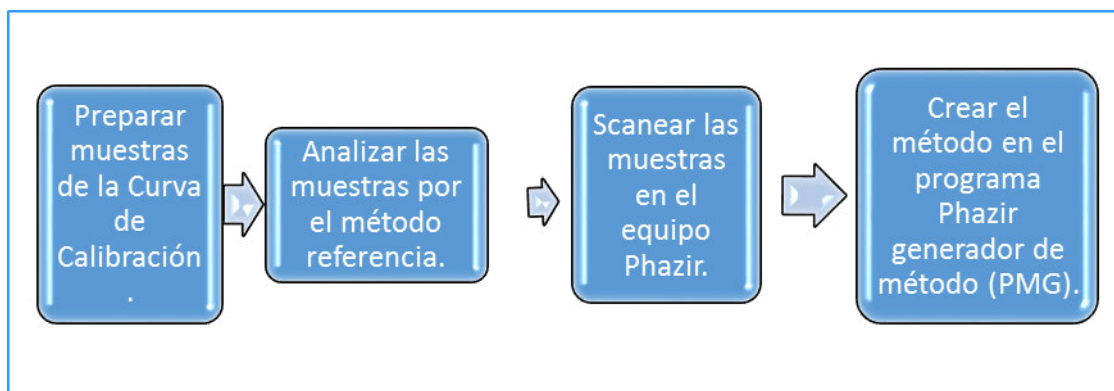 Preparar
muestras
de la Curva
de
Calibración
.
Analizar las
muestras por
el método
referencia.
Scanear las
muestras
en el
equipo
Phazir.
Crear el
método en el
programa
Phazir
generador de
método (PMG).